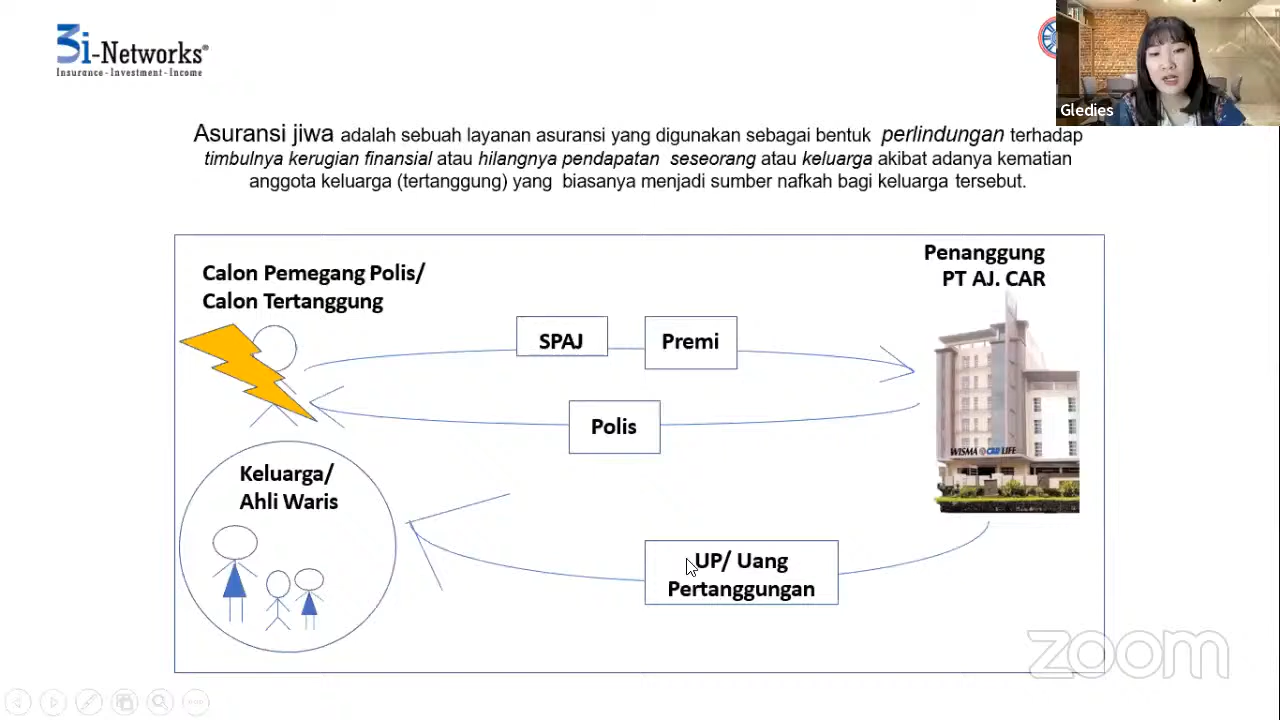 3i-Networks®
Insurance - Investment - Income
Gledies
Asuransi jiwa adalah sebuah layanan asuransi yang digunakan sebagai bentuk perlindungan terhadap
timbulnya kerugian finansial atau hilangnya pendapatan seseorang atau keluarga akibat adanya kematian
anggota keluarga (tertanggung) yang biasanya menjadi sumber nafkah bagi keluarga tersebut.
Calon Pemegang Polis/
Calon Tertanggung
Penanggung
PT AJ. CAR
SPAJ
Premi
Polis
WISMA CAR LIFE
Keluarga/
Ahli Waris
UP/ Uang
Pertanggungan
zoom